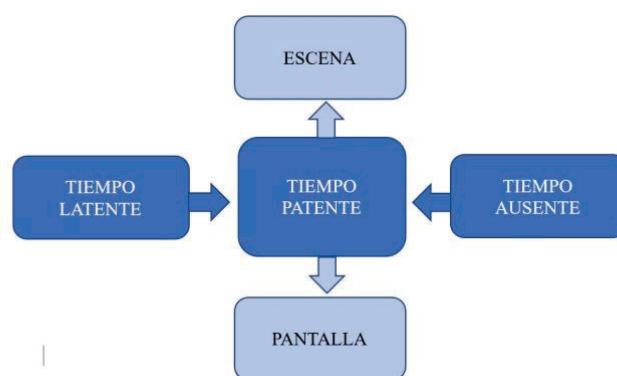 ESCENA
TIEMPO
LATENTE
TIEMPO
PATENTE
TIEMPO
AUSENTE
PANTALLA